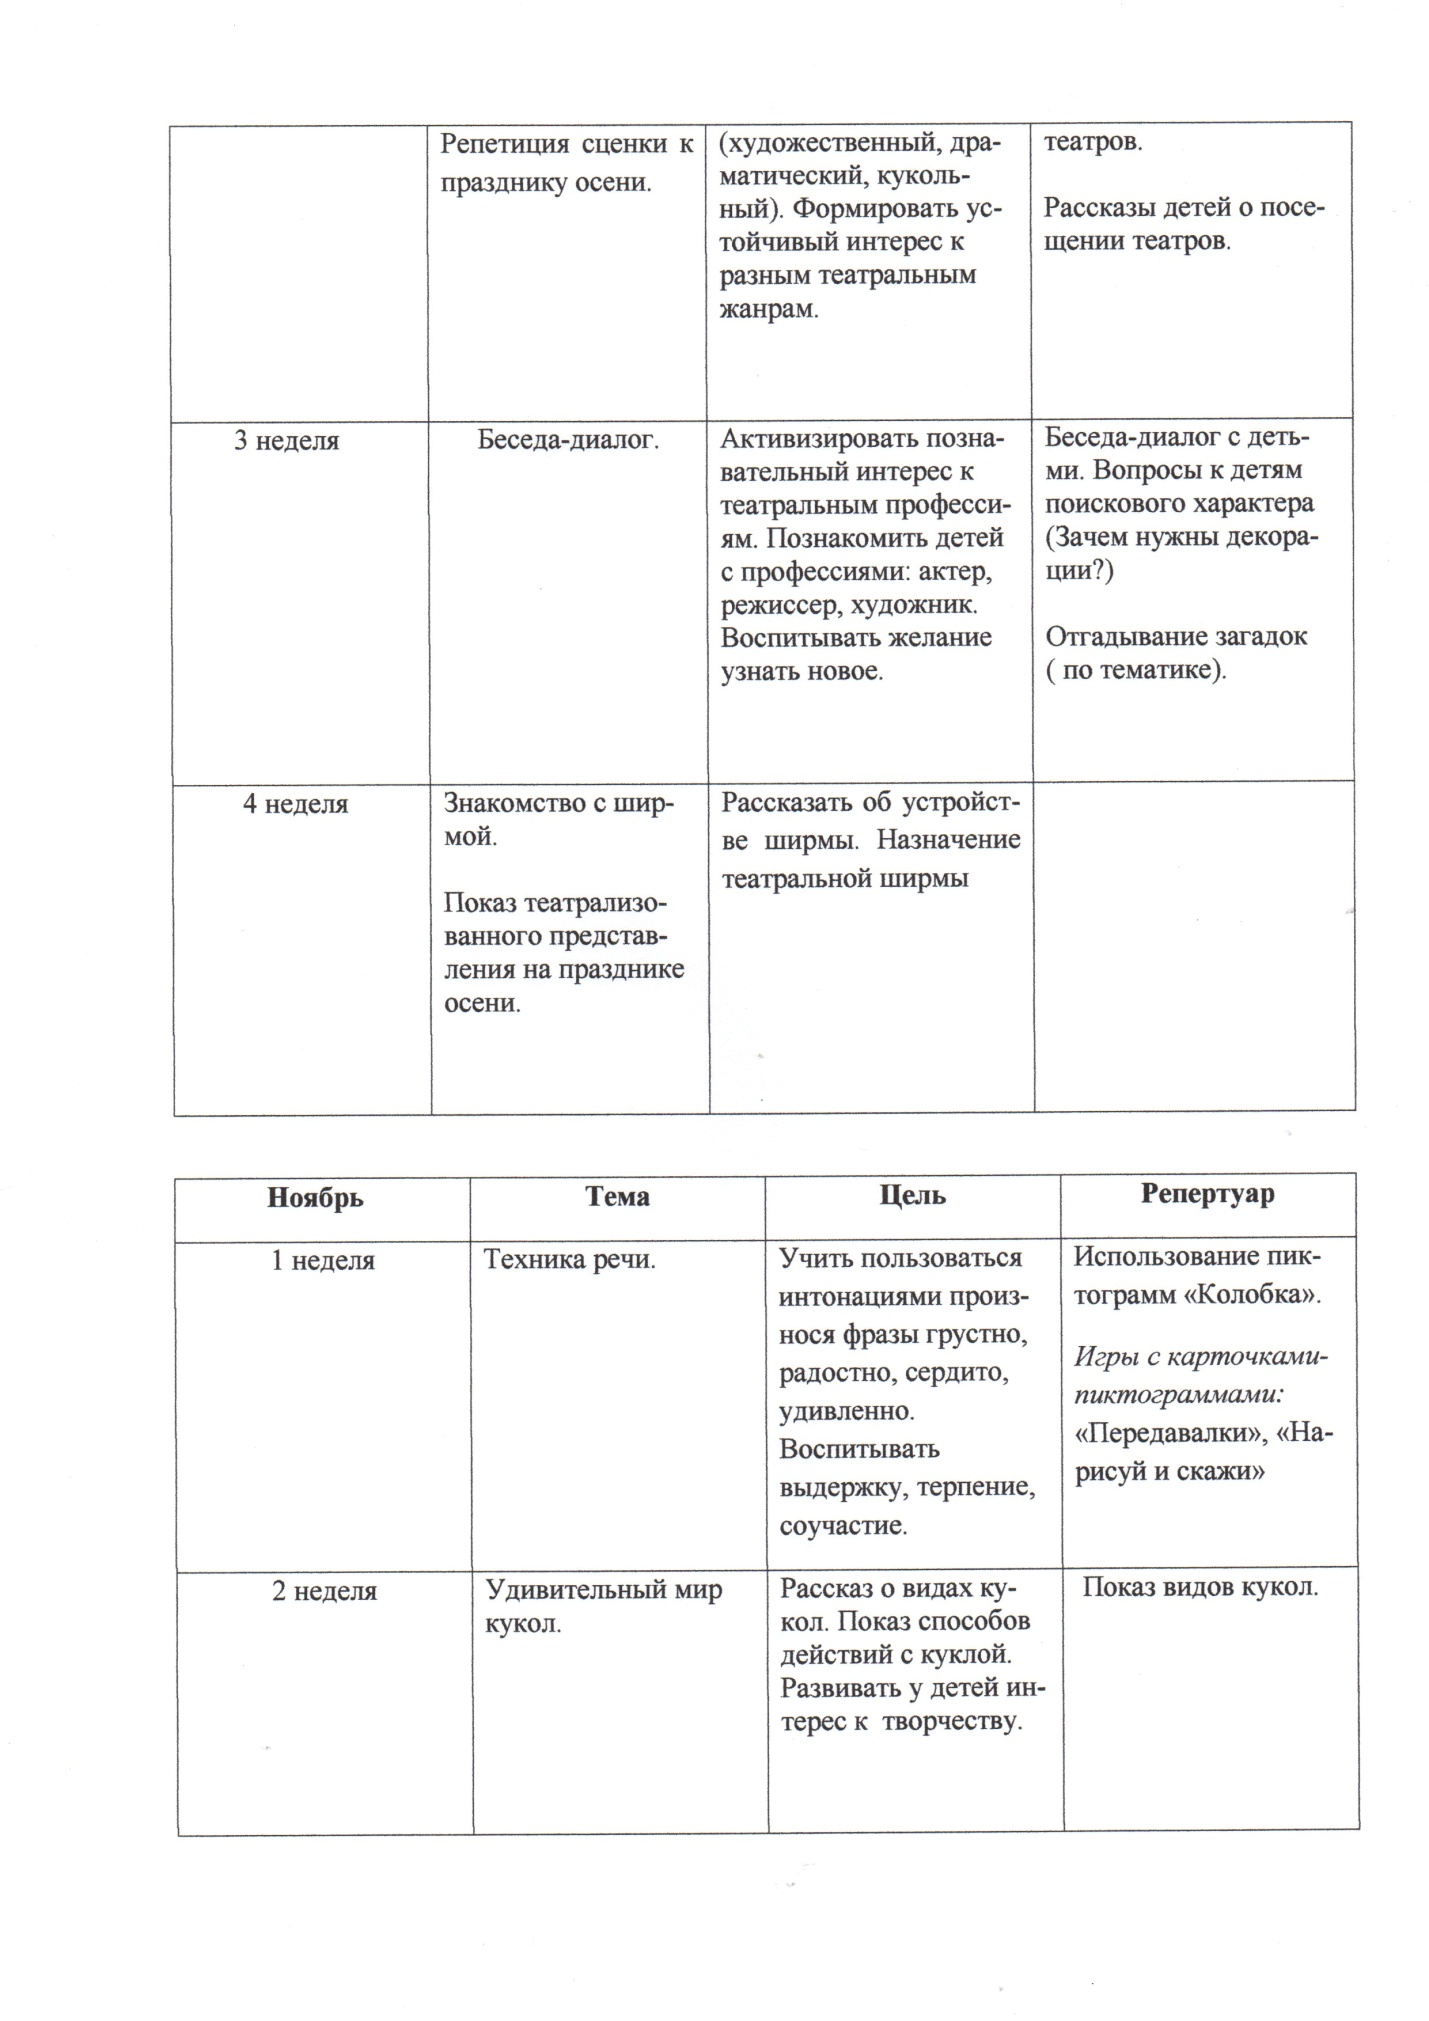 Репетиция сценки к
празднику осени.
(художественный, дра-
матический, куколь-
ный). Формировать ус-
тойчивый интерес к
разным театральным
жанрам.
театров.
Рассказы детей о посе-
щении театров.
3 неделя
Беседа-диалог.
Активизировать позна-
вательный интерес к
театральным професси-
ям. Познакомить детей
с профессиями: актер,
режиссер, художник.
Воспитывать желание
узнать новое.
Беседа-диалог с деть-
ми. Вопросы к детям
поискового характера
(Зачем нужны декора-
ции?)
Отгадывание загадок
( по тематике).
4 неделя
Знакомство с шир-
мой.
Показ театрализо-
ванного представ-
ления на празднике
осени.
Рассказать об устройст-
ве ширмы. Назначение
театральной ширмы
Ноябрь
Тема
Цель
Репертуар
1 неделя
Техника речи.
Учить пользоваться
интонациями произ-
нося фразы грустно,
радостно, сердито,
удивленно.
Воспитывать
выдержку, терпение,
соучастие.
Использование пик-
тограмм «Колобка».
Игры с карточками-
пиктограммами:
«Передавалки», «На-
рисуй и скажи»
2 неделя
Удивительный мир
кукол.
Рассказ о видах ку-
кол. Показ способов
действий с куклой.
Развивать у детей ин-
терес к творчеству.
Показ видов кукол.